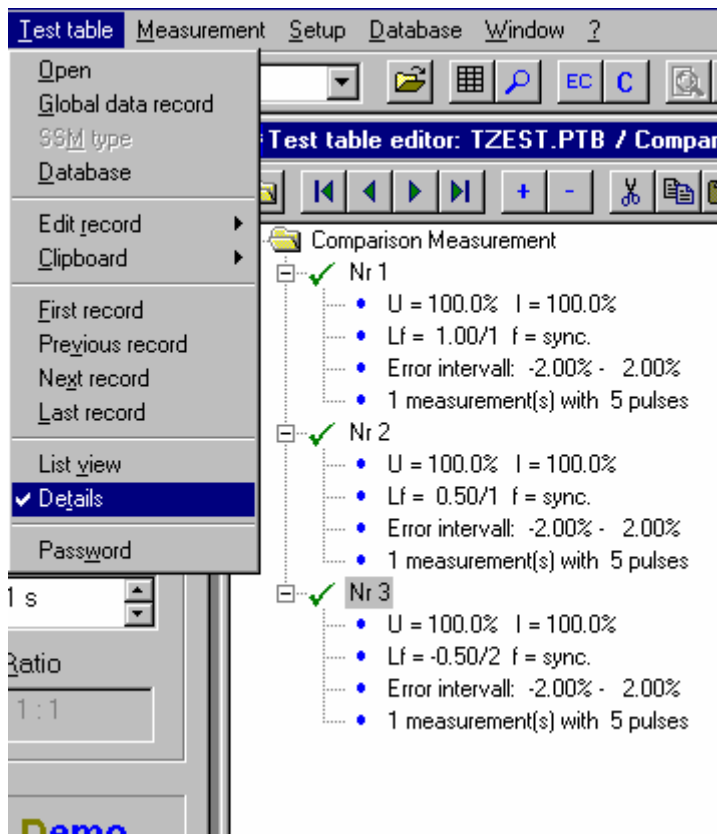 Test table Measurement Setup Database Window ?
Open
Global data record
SSM type
Database
Edit record
Clipboard
First record
Previous record
Next record
Last record
List view
Details
Password
EC C
Test table editor: TZEST.PTB / Compar
+ -
Comparison Measurement
Nr 1
U = 100.0% I = 100.0%
Lf = 1.00/1 f = sync.
Error intervall: -2.00% - 2.00%
1 measurement(s) with 5 pulses
Nr 2
U = 100.0% I = 100.0%
Lf = 0.50/1 f = sync.
Error intervall: -2.00% - 2.00%
1 measurement(s) with 5 pulses
Nr 3
U = 100.0% I = 100.0%
Lf = -0.50/2 f = sync.
Error intervall: -2.00% - 2.00%
1 measurement(s) with 5 pulses
1 s
Ratio
1 : 1
Demo